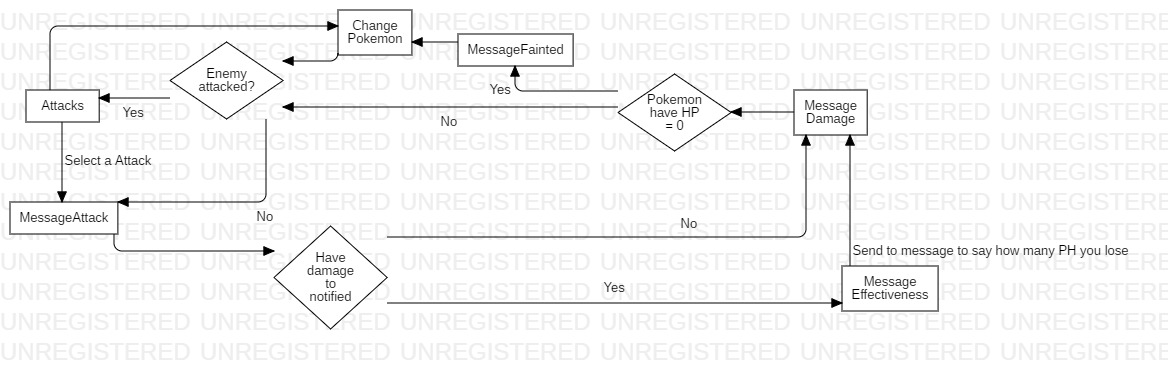 Change
Pokemon
MessageFainted
Enemy
attacked?
Yes
Attacks
Yes
Pokemon
have HP
= 0
Message
Damage
No
Select a Attack
MessageAttack
No
No
Have
damage
to
notified
Send to message to say how many PH you lose
Yes
Message
Effectiveness
UNREGISTERED UNREGISTERED UNREGISTERED UNREGISTERED UNREGISTERED UNREGISTERE